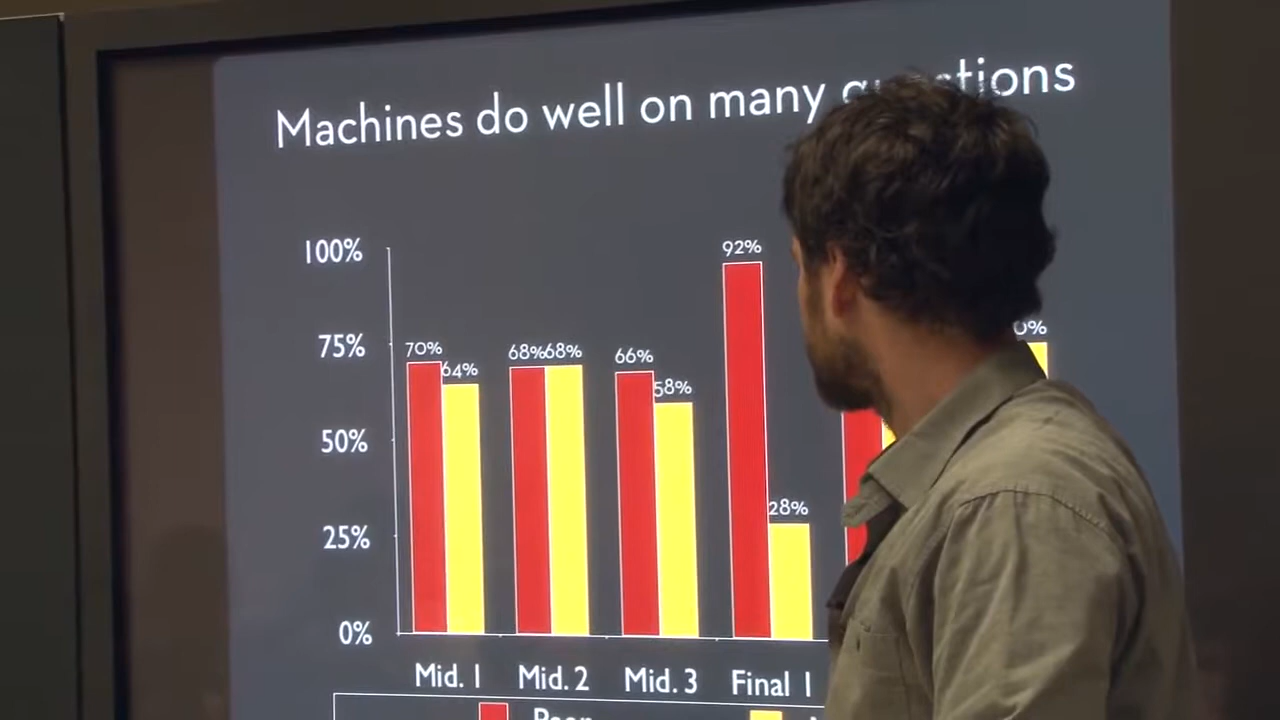 Machines do well on many
100%
92%
75%
70%
64%
68%
68%
66%
58%
50%
28%
25%
0%
Mid. 1
Mid. 2
Mid. 3
Final 1